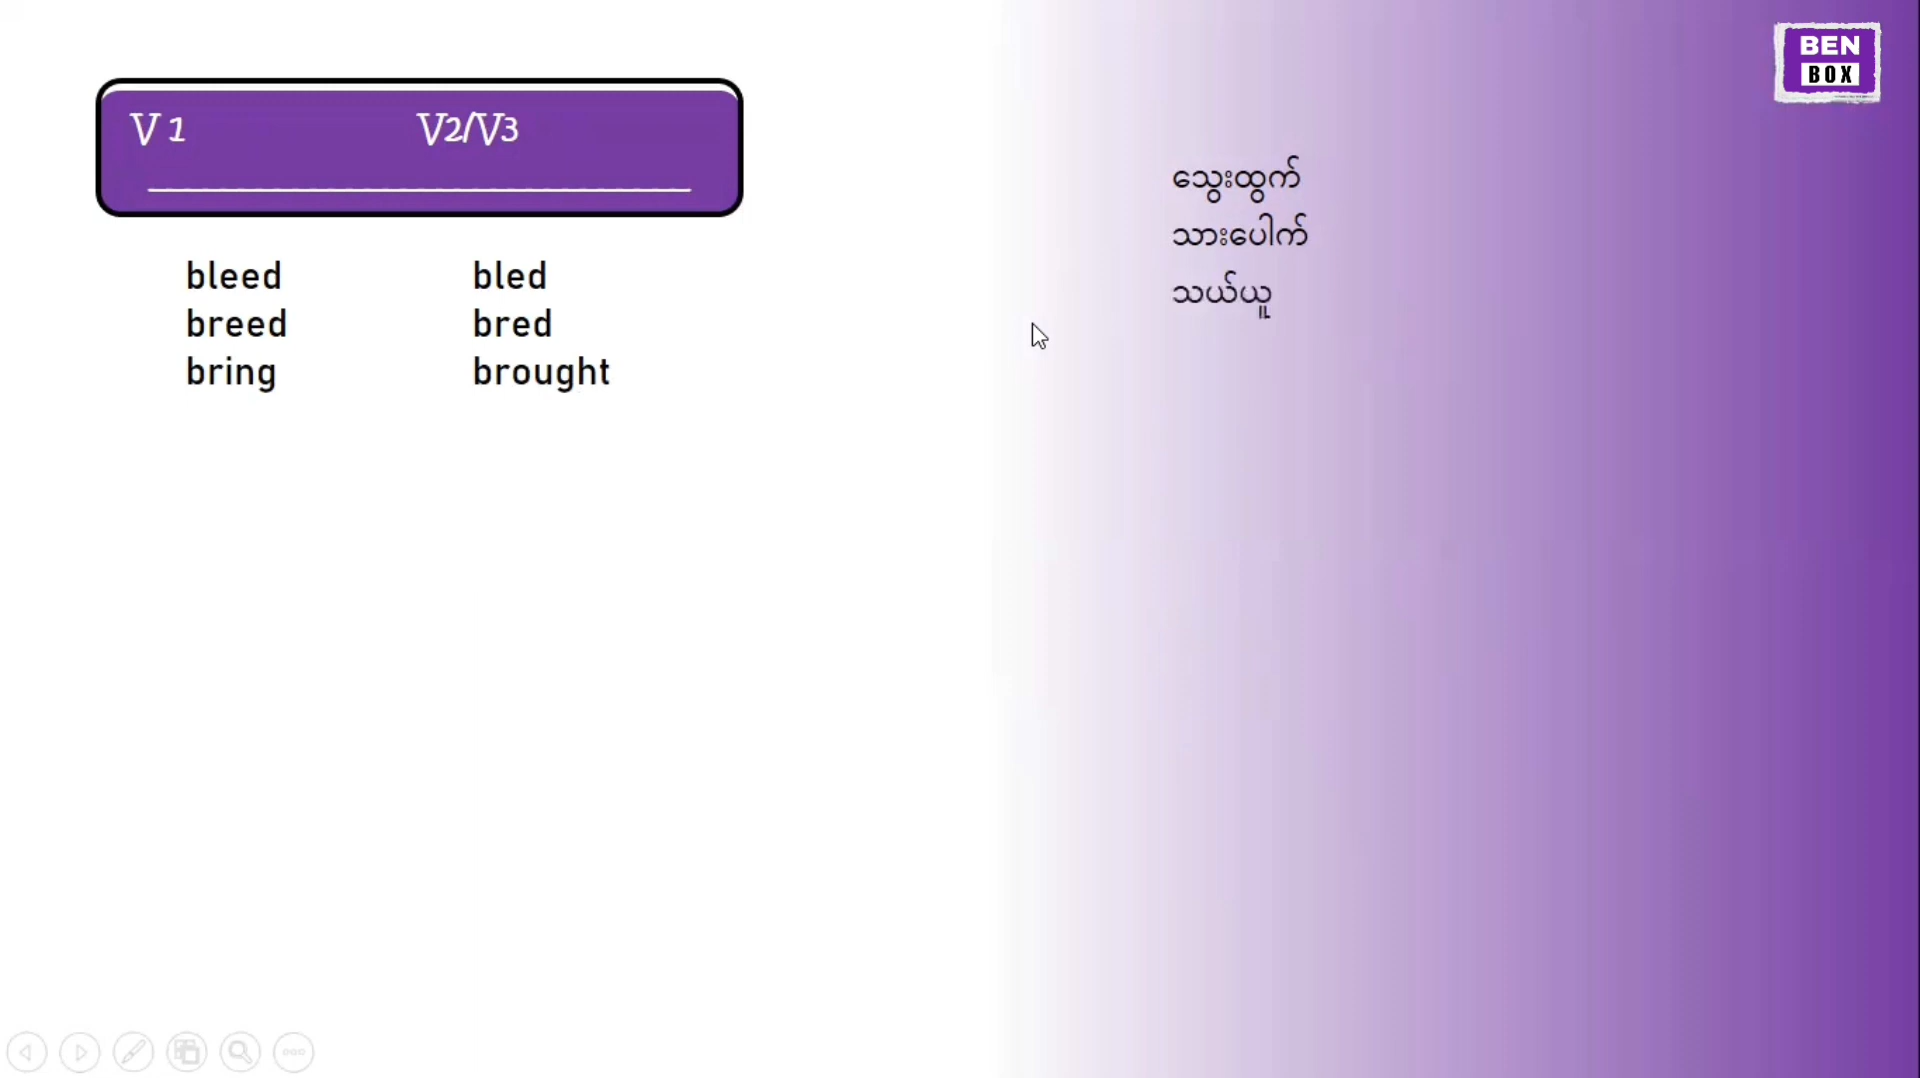 BEN
BOX
V 1 V2/V3
bleed bled
breed bred
bring brought
သွေးထွက်
သားပေါက်
သယ်ယူ